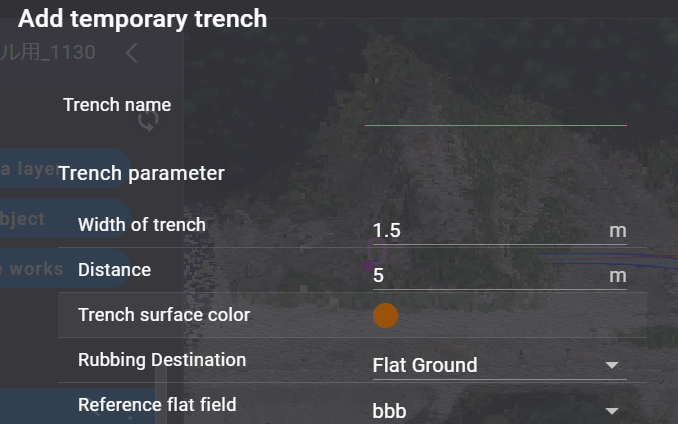 Add temporary trench
ル用_1130
Trench name
a layer
Trench parameter
bject
Width of trench
1.5
m
e works
Distance
5
m
Trench surface color
Rubbing Destination
Flat Ground
Reference flat field
bbb